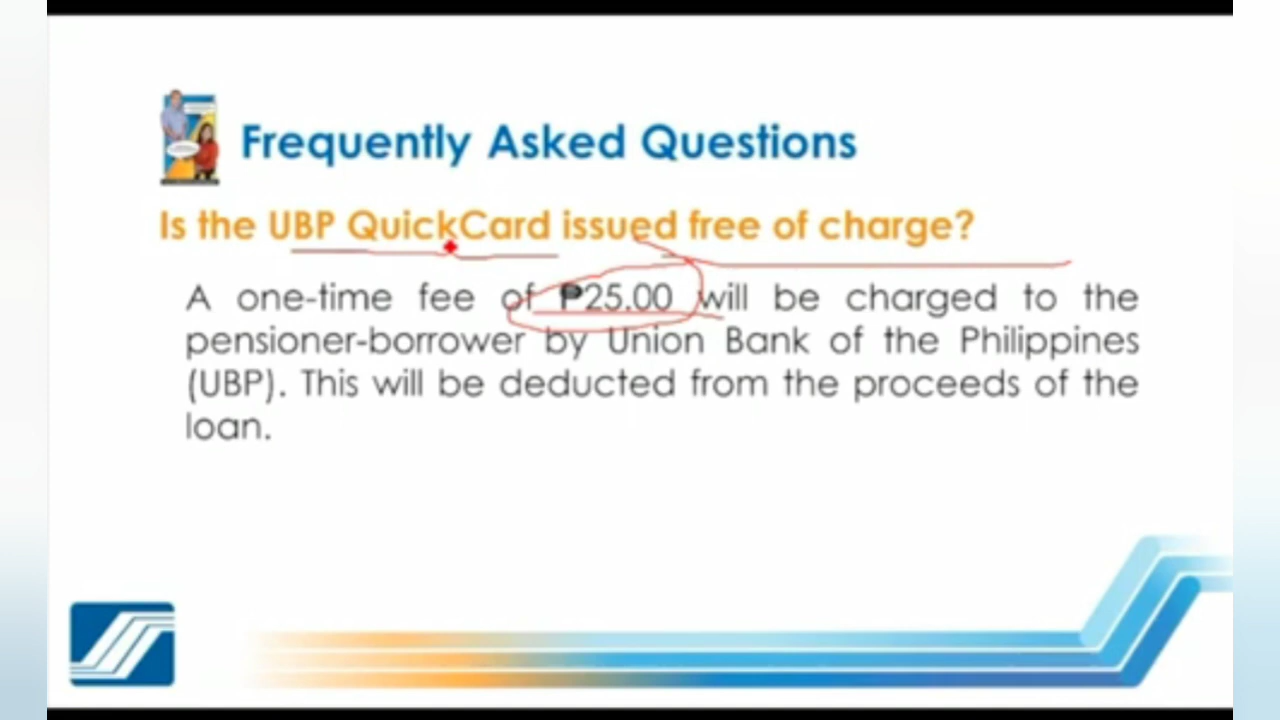 Frequently Asked Questions
Is the UBP QuickCard issued free of charge?
A one-time fee of ₱25.00 will be charged to the
pensioner-borrower by Union Bank of the Philippines
(UBP). This will be deducted from the proceeds of the
loan.